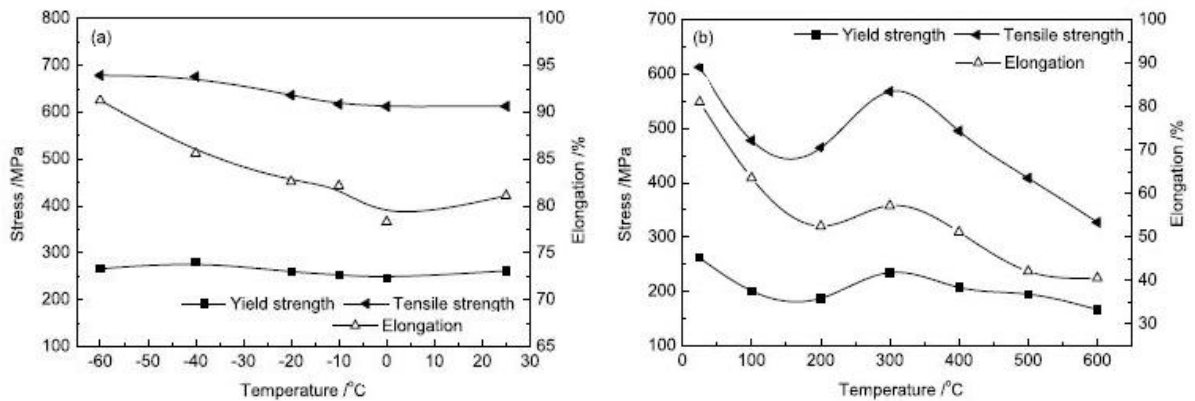 (a)
800
700
600
500
400
300
200
100
Stress /MPa
100
95
90
85
80
75
70
65
Elongation /%
Yield strength
Tensile strength
Elongation
-60 -50 -40 -30 -20 -10 0 10 20 30
Temperature /°C
(b)
700
600
500
400
300
200
100
Stress /MPa
100
90
80
70
60
50
40
30
Elongation /%
Yield strength
Tensile strength
Elongation
0 100 200 300 400 500 600
Temperature /°C